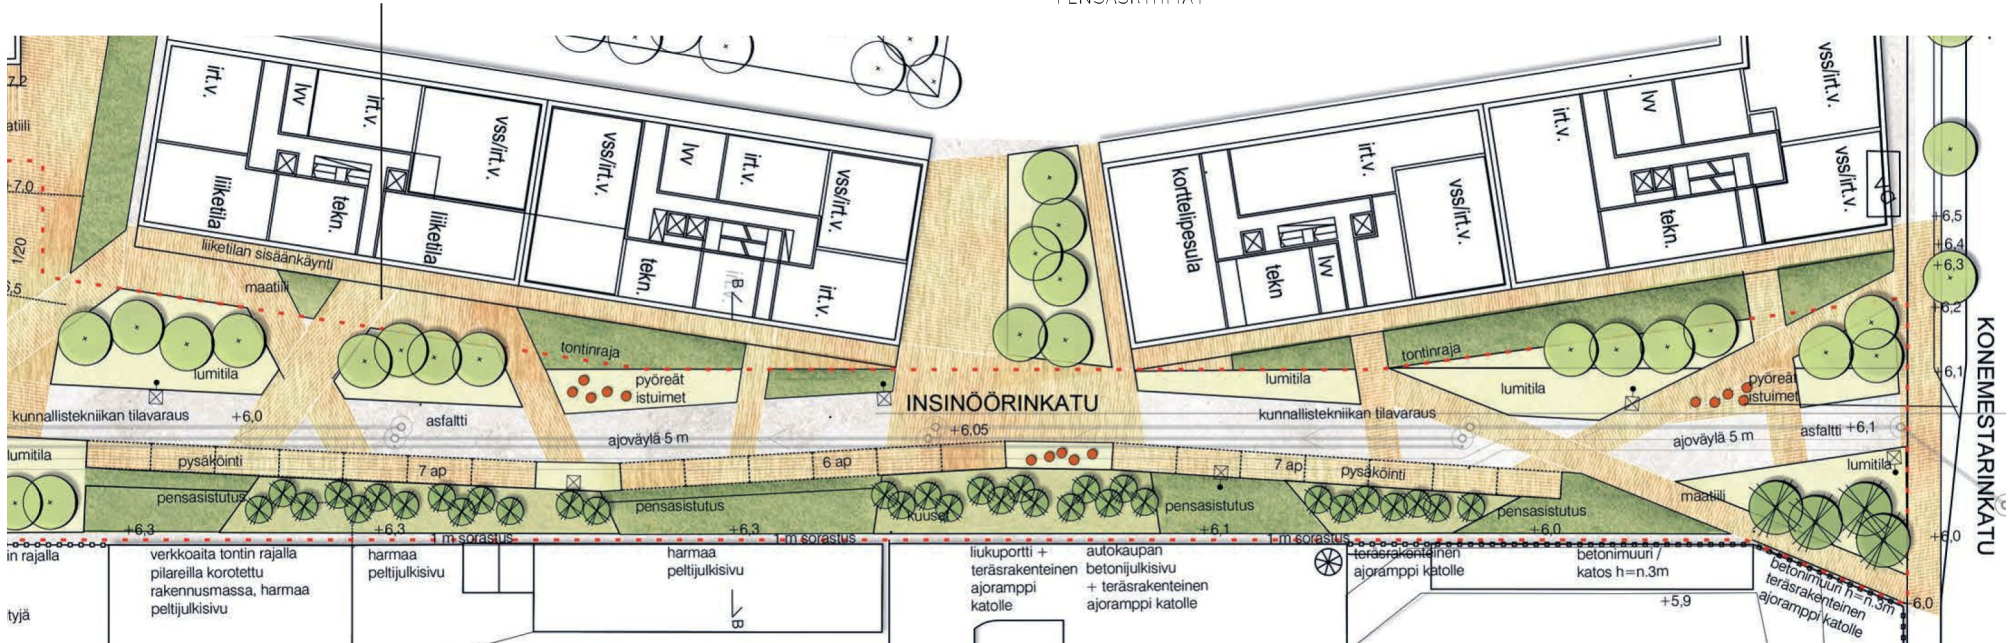 7,2
irt.v.
lvv
irt.v.
vss/irt.v.
vss/irt.v.
lvv
irt.v.
vss/irt.v.
irt.v.
vss/irt.v.
irt.v.
lvv
vss/irt.v.
vss/irt.v.
korttelipesula
tekn
lvv
tekn.
liiketila
tekn.
liiketila
tekn.
irt.v.
B
+7,0
1/20
liiketilan sisäänkäynti
maatiili
+6,5
+6,4
+6,3
+6,2
+6,1
KONEMESTARINKATU
tontinraja
tontinraja
lumitila
pyöreät
istuimet
lumitila
lumitila
pyöreät
istuimet
kunnallistekniikan tilavaraus
+6,0
asfaltti
INSINÖÖRINKATU
kunnallistekniikan tilavaraus
ajoväylä 5 m
+6,05
ajoväylä 5 m
asfaltti +6,1
lumitila
pysäköinti
7 ap
6 ap
7 ap
pysäköinti
lumitila
maatiili
pensasistutus
pensasistutus
kuuset
pensasistutus
pensasistutus
+6,3
+6,3
+6,3
+6,1
+6,0
+6,0
1 m sorastus
1 m sorastus
1 m sorastus
in rajalla
verkkoaita tontin rajalla
pilareilla korotettu
rakennusmassa, harmaa
peltijulkisivu
harmaa
peltijulkisivu
harmaa
peltijulkisivu
B
liukuportti +
teräsrakenteinen
ajoramppi
katolle
autokaupan
betonijulkisivu
+ teräsrakenteinen
ajoramppi katolle
teräsrakenteinen
ajoramppi katolle
betonimuuri /
katos h=n.3m
+5,9
betonimuuri h=n.3m
teräsrakenteinen
ajoramppi katolle
+6,0
tyjä